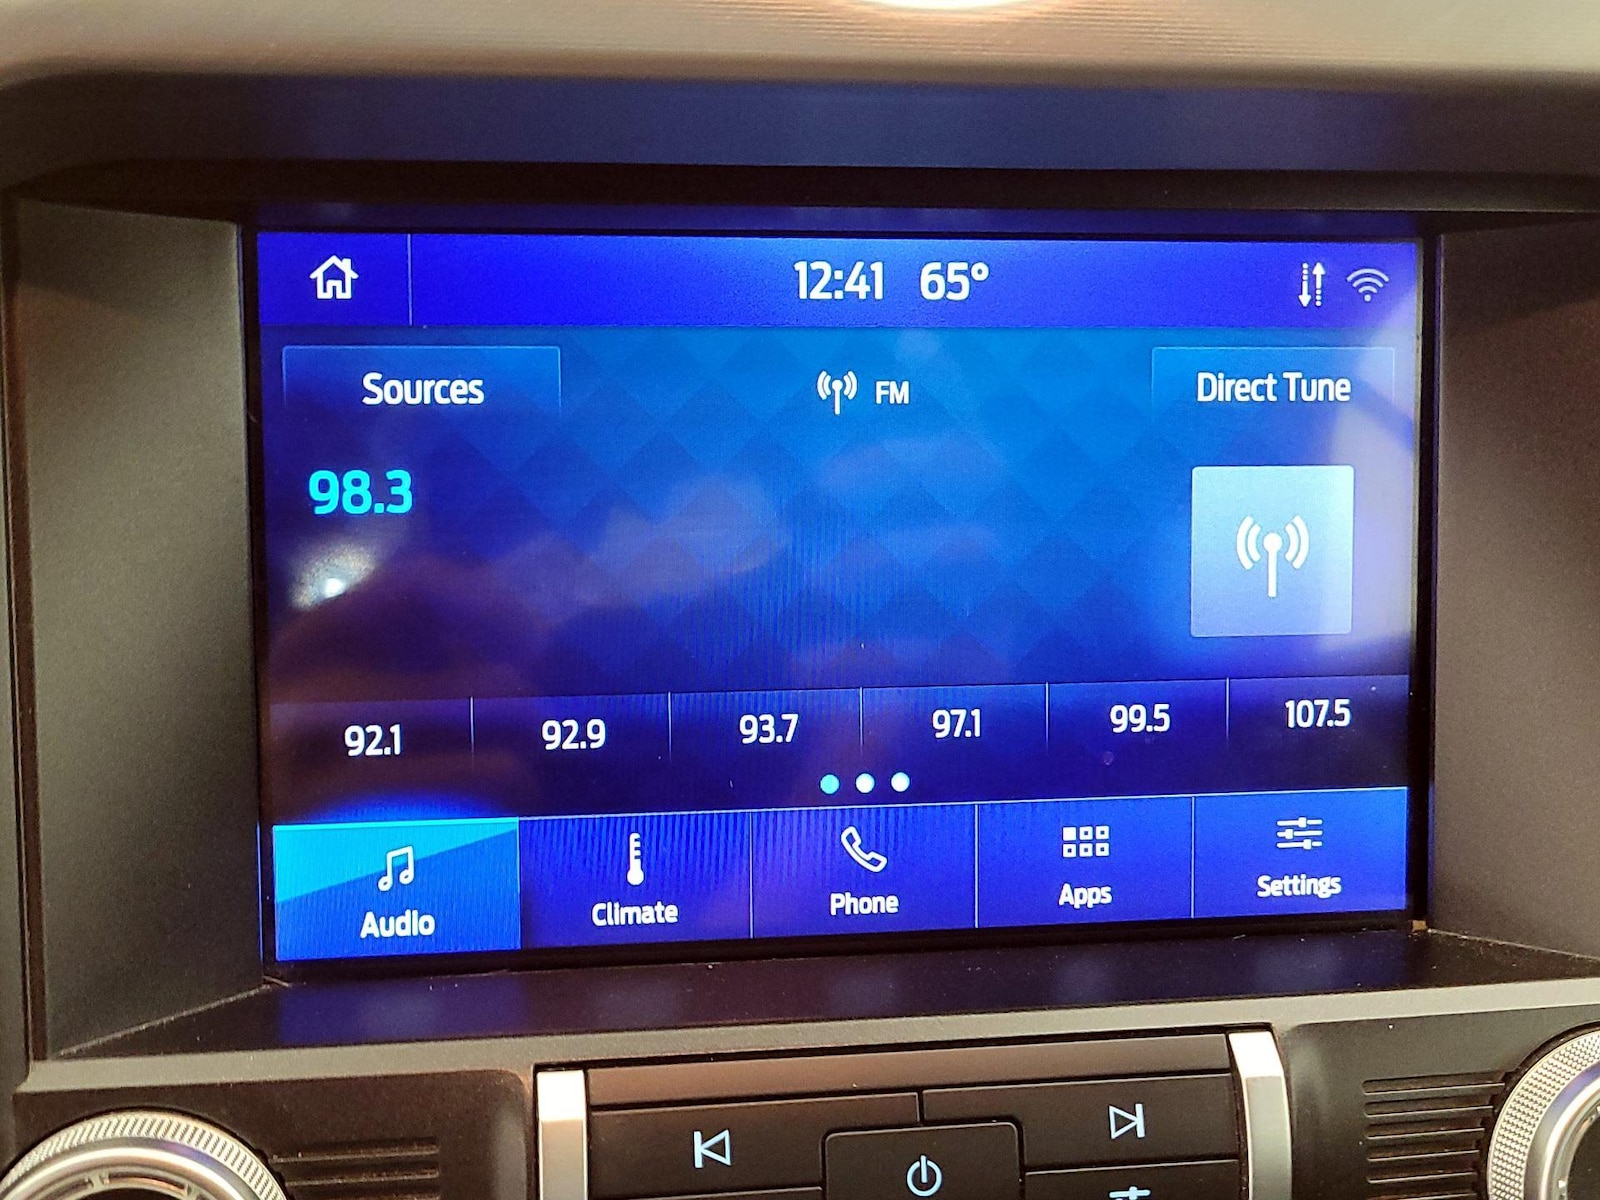 12:41 65°
Sources FM Direct Tune
98.3
92.1 92.9 93.7 97.1 99.5 107.5
Audio Climate Phone Apps Settings